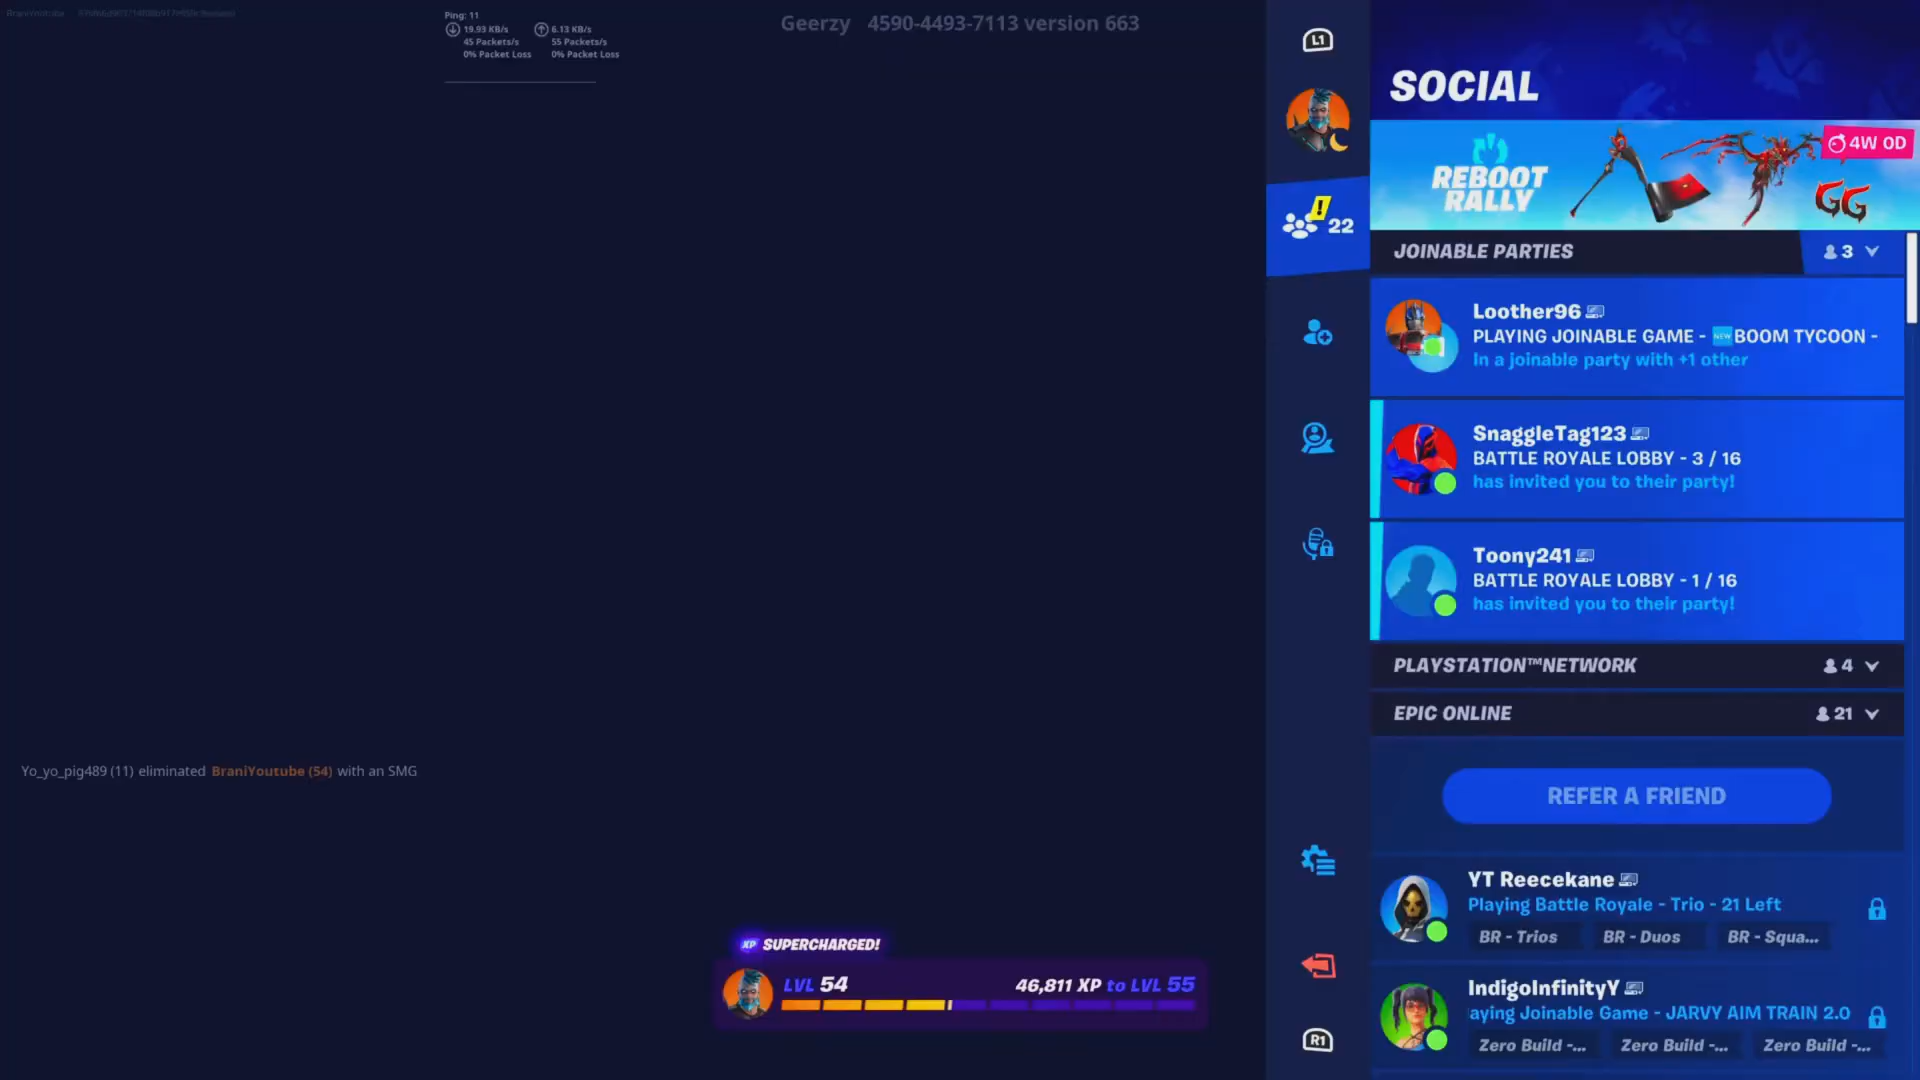 Ping: 11
19.93 KB/s 6.13 KB/s
45 Packets/s 55 Packets/s
0% Packet Loss 0% Packet Loss
Geerzy 4590-4493-7113 version 663
L1
SOCIAL
REBOOT
RALLY
4W 0D
GG
22
JOINABLE PARTIES 3
Loother96
PLAYING JOINABLE GAME - NEW BOOM TYCOON -
In a joinable party with +1 other
SnaggleTag123
BATTLE ROYALE LOBBY - 3 / 16
has invited you to their party!
Toony241
BATTLE ROYALE LOBBY - 1 / 16
has invited you to their party!
PLAYSTATION™NETWORK 4
EPIC ONLINE 21
REFER A FRIEND
YT Reecekane
Playing Battle Royale - Trio - 21 Left
BR - Trios BR - Duos BR - Squa...
IndigoInfinityY
aying Joinable Game - JARVY AIM TRAIN 2.0
Zero Build -... Zero Build -... Zero Build -...
Yo_yo_pig489 (11) eliminated BraniYoutube (54) with an SMG
XP SUPERCHARGED!
LVL 54 46,811 XP to LVL 55
R1